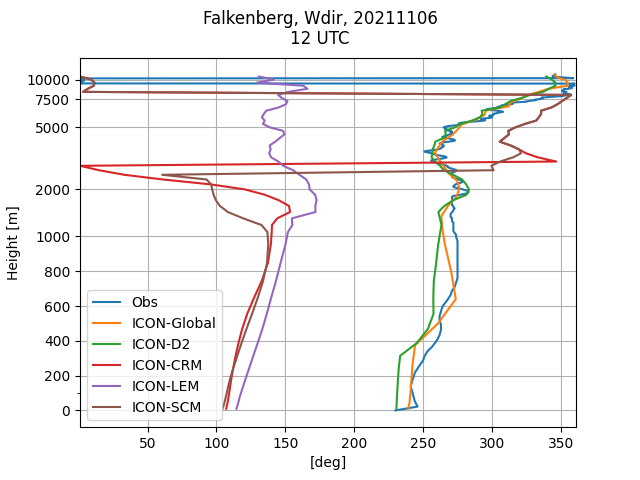 Falkenberg, Wdir, 20211106
12 UTC
10000
7500
5000
2000
1000
800
600
400
200
0
Height [m]
Obs
ICON-Global
ICON-D2
ICON-CRM
ICON-LEM
ICON-SCM
50 100 150 200 250 300 350
[deg]